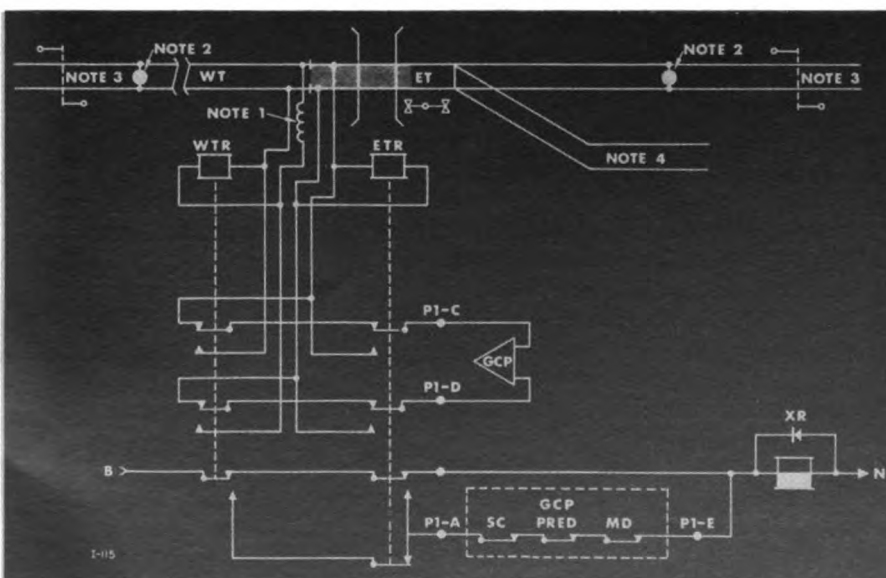 NOTE 2
NOTE 2
NOTE 3
WT
ET
NOTE 3
NOTE 1
WTR
ETR
NOTE 4
P1-C
GCP
P1-D
XR
B
N
GCP
P1-A
SC
PRED
MD
P1-E
I-115